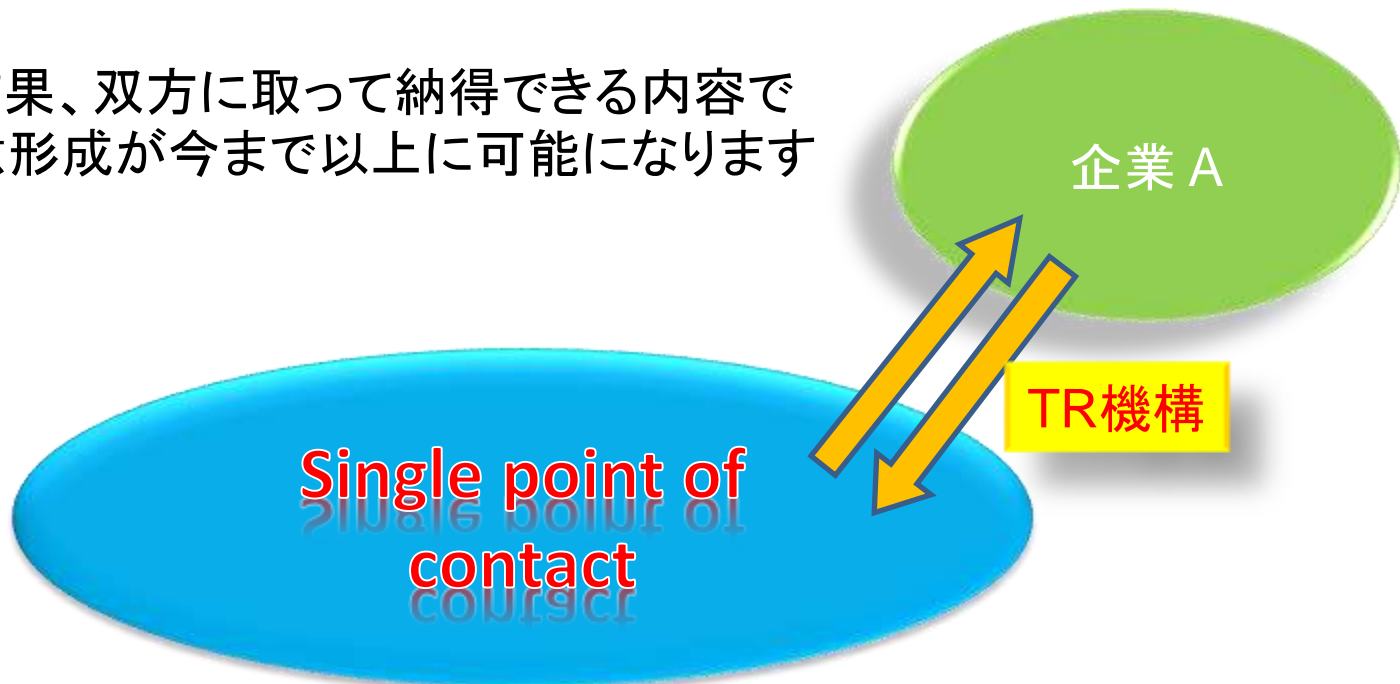 果、双方に取って納得できる内容で
形成が今まで以上に可能になります
企業 A
TR機構
Single point of
contact